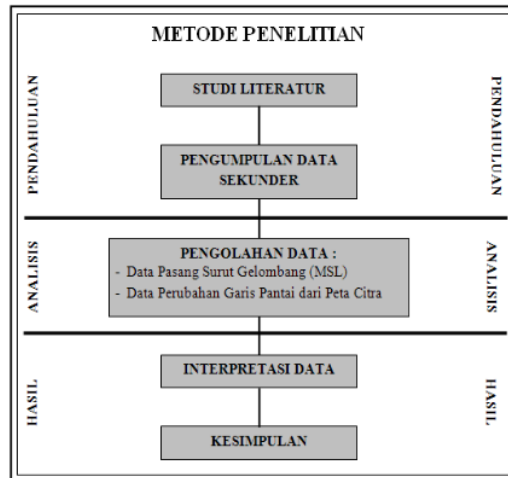 METODE PENELITIAN
PENDAHULUAN
PENDAHULUAN
STUDI LITERATUR
PENGUMPULAN DATA
SEKUNDER
ANALISIS
ANALISIS
PENGOLAHAN DATA :
- Data Pasang Surut Gelombang (MSL)
- Data Perubahan Garis Pantai dari Peta Citra
HASIL
HASIL
INTERPRETASI DATA
KESIMPULAN